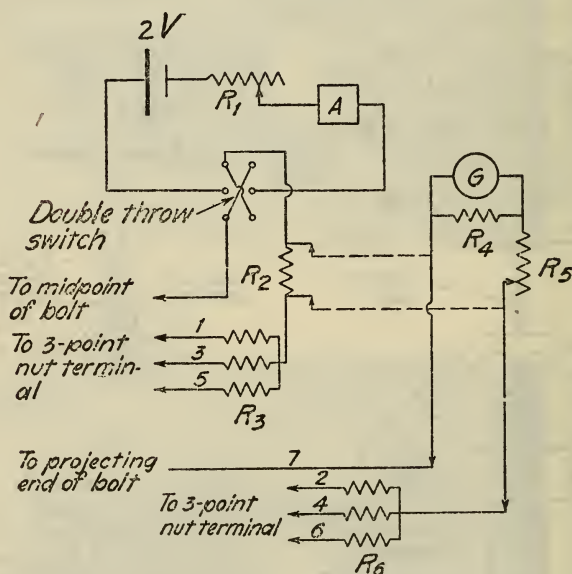 2V
R1
A
G
R4
R5
Double throw
switch
R2
To midpoint
of bolt
To 3-point
nut termin-
al
1
3
5
R3
To projecting
end of bolt
7
To 3-point
nut terminal
2
4
6
R6